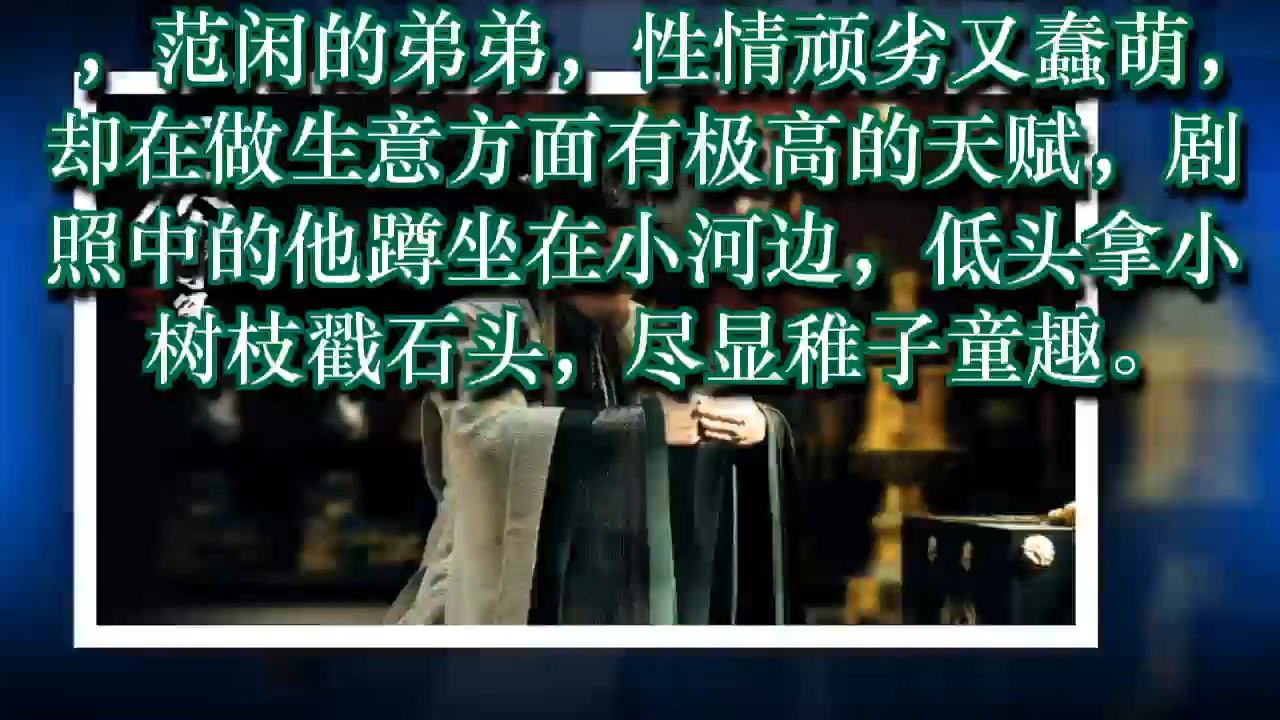 ，范闲的弟弟，性情顽劣又蠢萌，
却在做生意方面有极高的天赋，剧
照中的他蹲坐在小河边，低头拿小
树枝戳石头，尽显稚子童趣。